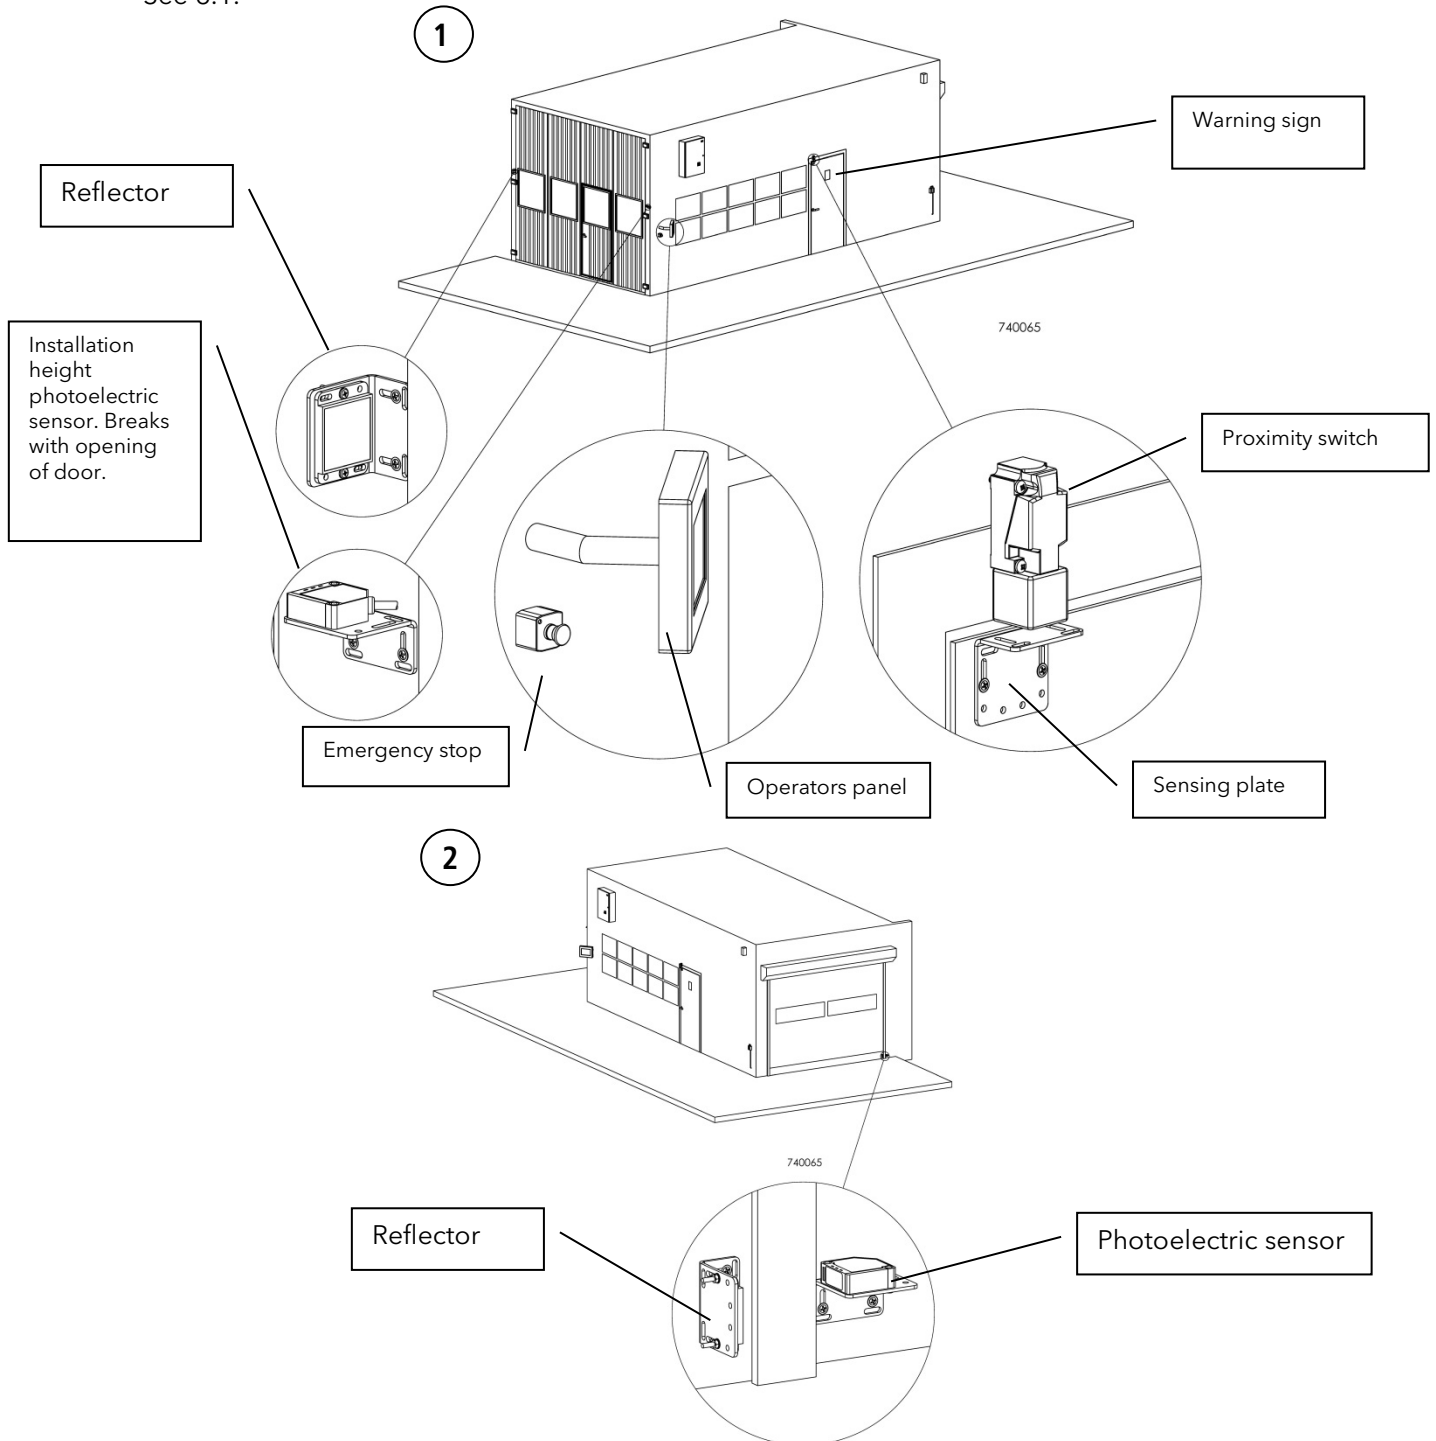 see 6.1.
1
Warning sign
Reflector
740065
Installation
height
photoelectric
sensor. Breaks
with opening
of door.
Proximity switch
Emergency stop
Operators panel
Sensing plate
2
740065
Reflector
Photoelectric sensor